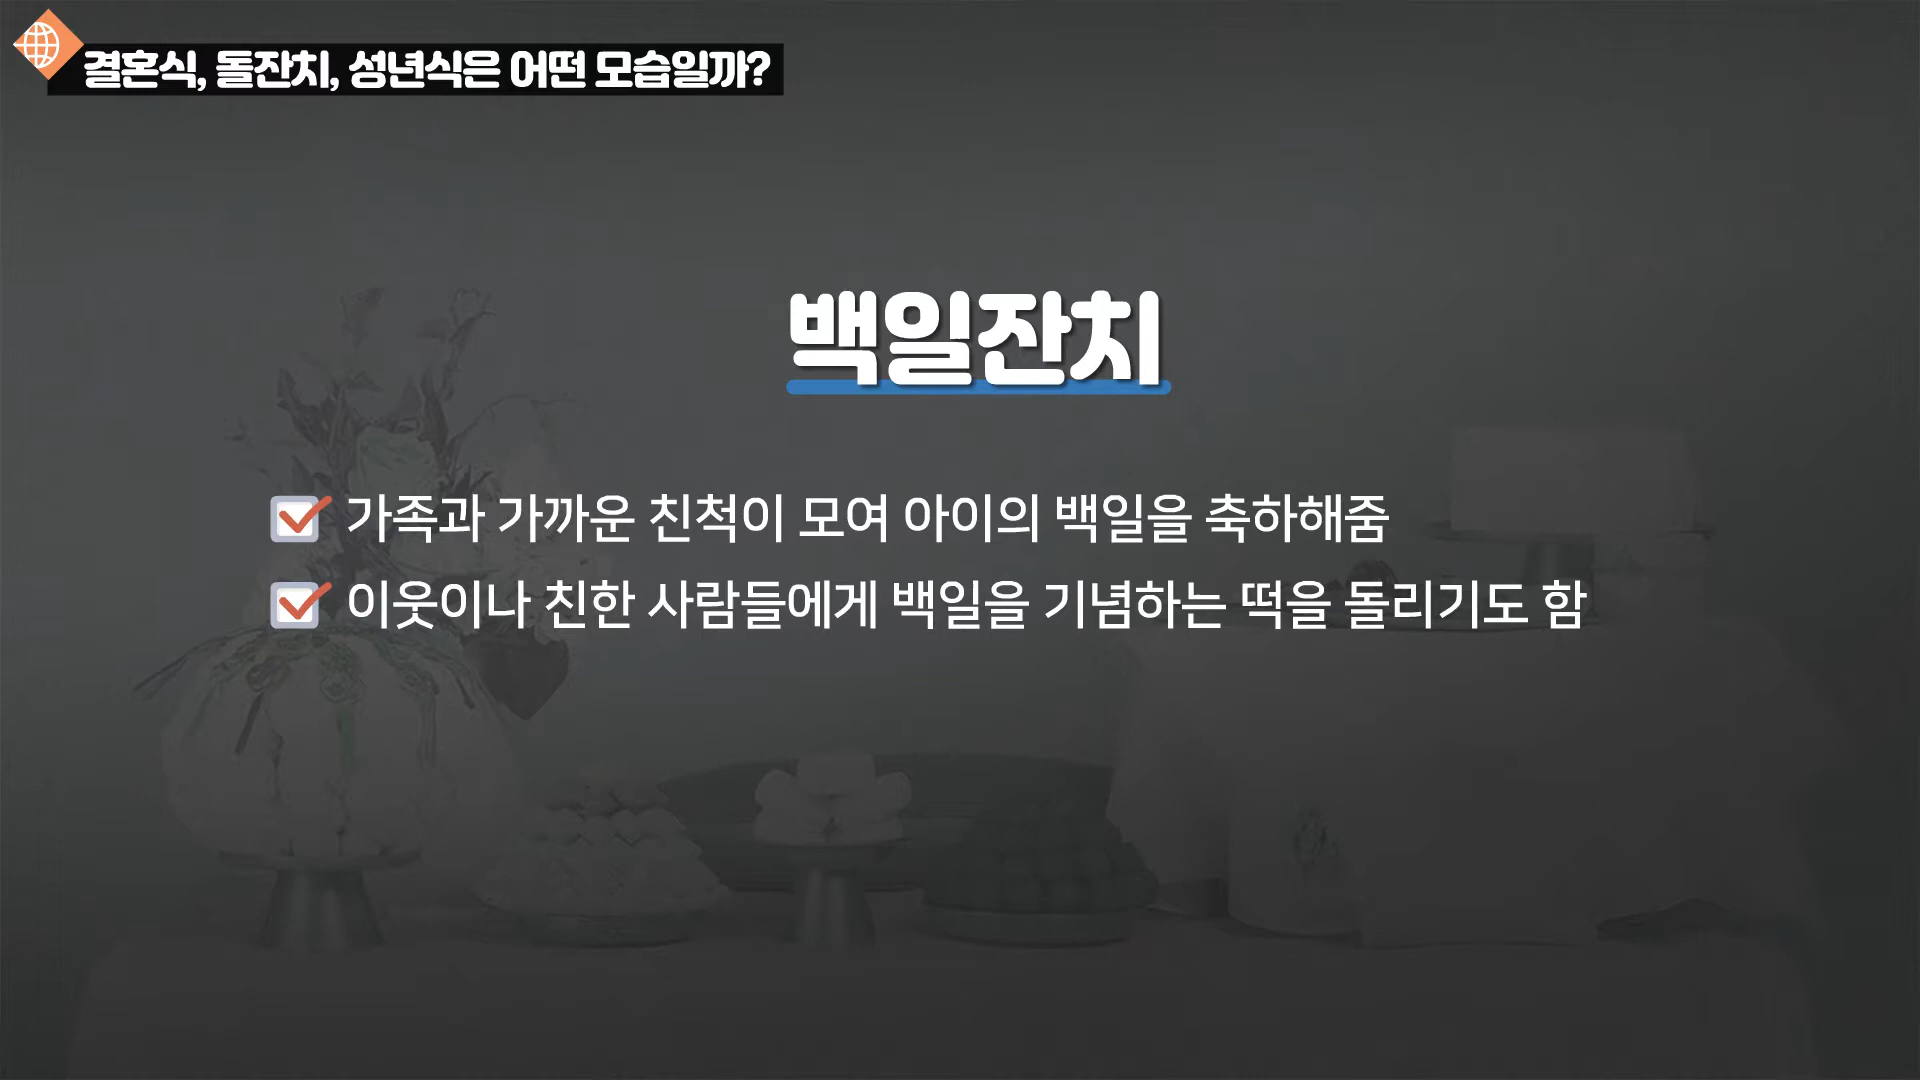 결혼식, 돌잔치, 성년식은 어떤 모습일까?
백일잔치
가족과 가까운 친척이 모여 아이의 백일을 축하해줌
이웃이나 친한 사람들에게 백일을 기념하는 떡을 돌리기도 함